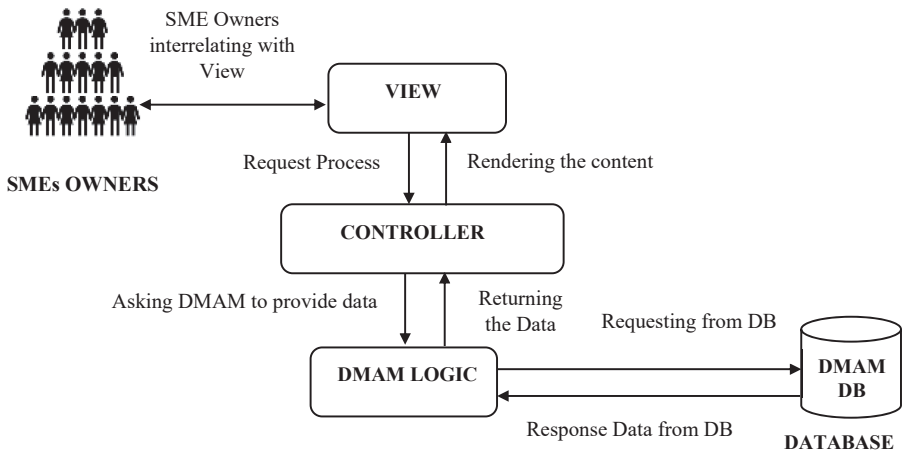 SME Owners
interrelating with
View
VIEW
Request Process
Rendering the content
SMEs OWNERS
CONTROLLER
Asking DMAM to provide data
Returning
the Data
Requesting from DB
DMAM LOGIC
DMAM
DB
Response Data from DB
DATABASE